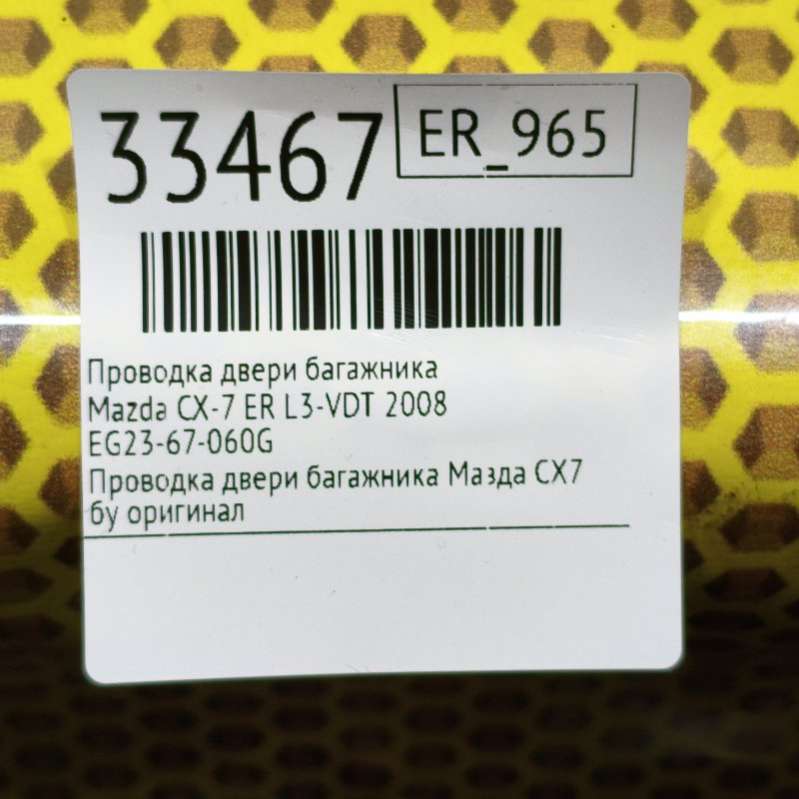 33467
ER_965
Проводка двери багажника
Mazda CX-7 ER L3-VDT 2008
EG23-67-060G
Проводка двери багажника Мазда СХ7
бу оригинал